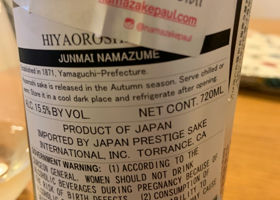 namazakepaul.com
@namazakepaul
HIYAOROSHI
JUNMAI NAMAZUME
established in 1871, Yamaguchi-Prefecture.
sake is released in the Autumn season. Serve chilled or
Store it in a cool dark place and refrigerate after opening.
ALC. 15.5% BY VOL. NET CONT. 720ML
PRODUCT OF JAPAN
IMPORTED BY JAPAN PRESTIGE SAKE
INTERNATIONAL, INC. TORRANCE, CA
GOVERNMENT WARNING: (1) ACCORDING TO THE
SURGEON GENERAL, WOMEN SHOULD NOT DRINK
ALCOHOLIC BEVERAGES DURING PREGNANCY BECAUSE OF
RISK OF BIRTH DEFECTS. (2) CONSUMPTION OF